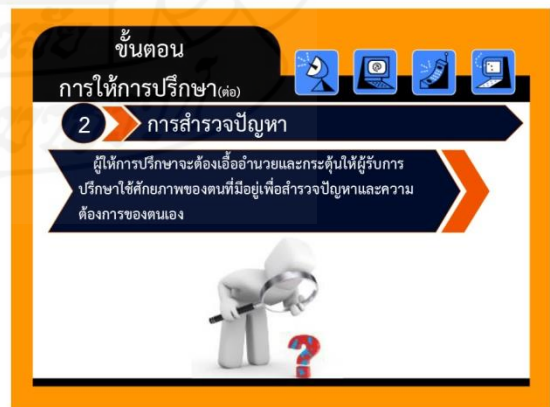 ขั้นตอน
การให้การปรึกษา(ต่อ)
2 การสำรวจปัญหา
ผู้ให้การปรึกษาจะต้องเอื้ออำนวยและกระตุ้นให้ผู้รับการ
ปรึกษาใช้ศักยภาพของตนที่มีอยู่เพื่อสำรวจปัญหาและความ
ต้องการของตนเอง